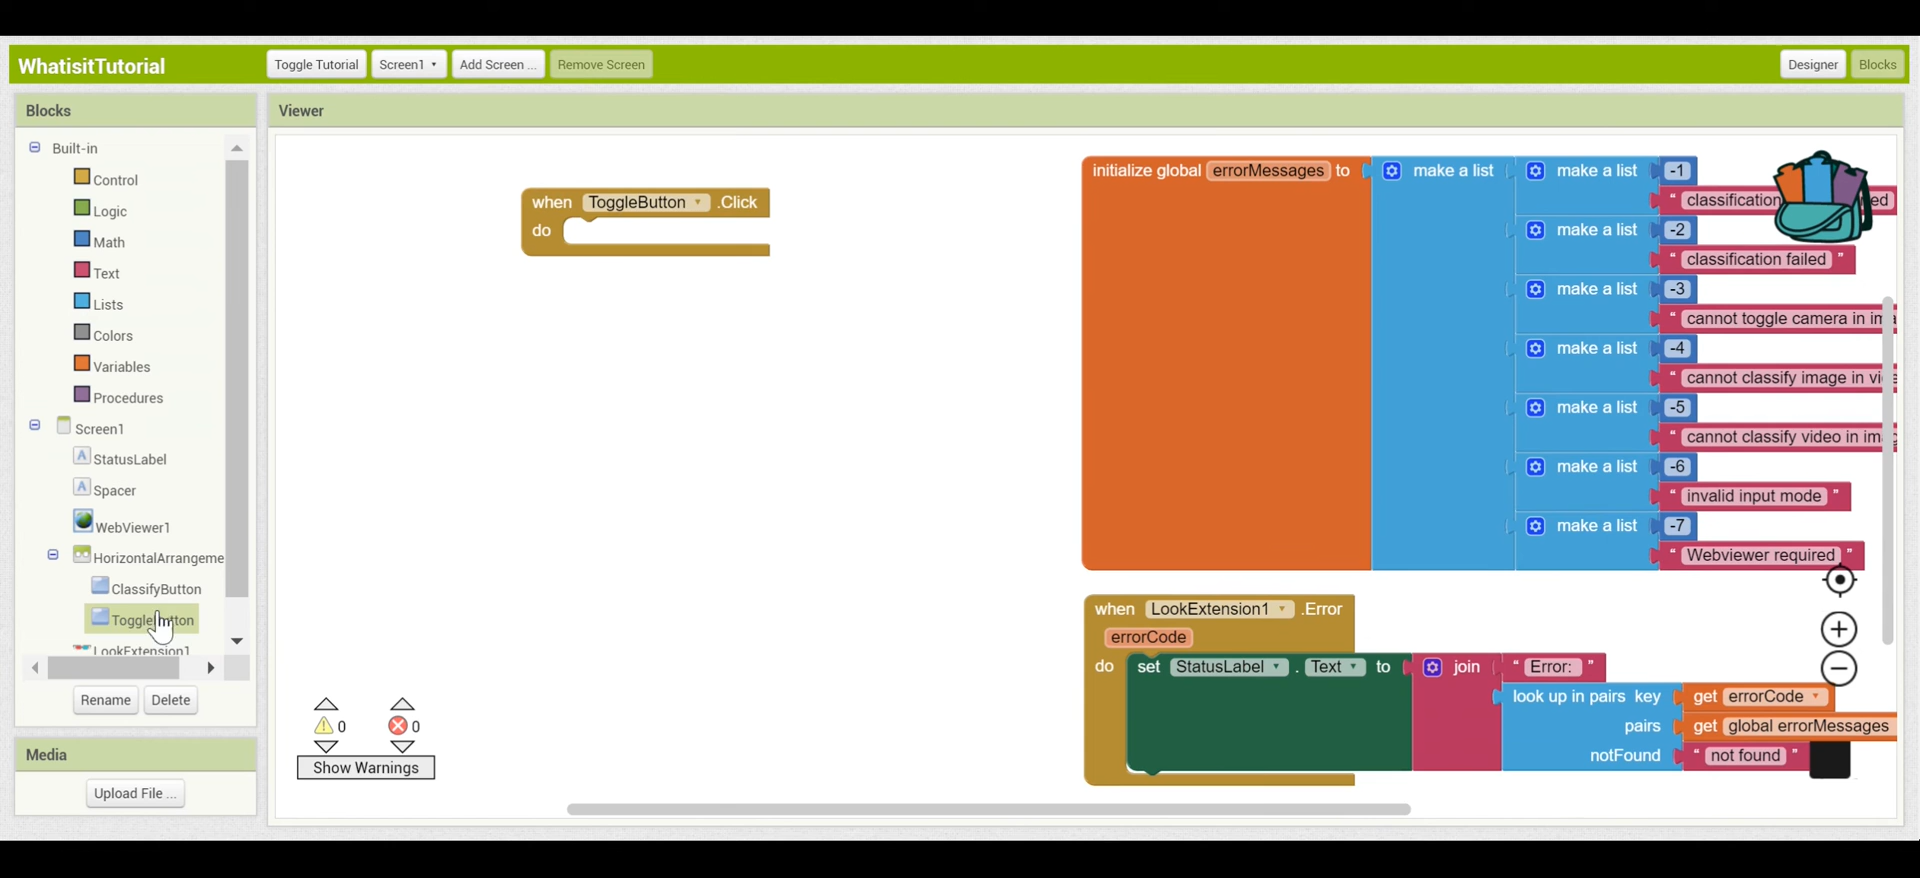 WhatisitTutorial
Toggle Tutorial
Screen1
Add Screen ...
Remove Screen
Designer
Blocks
Blocks
Viewer
Built-in
Control
Logic
Math
Text
Lists
Colors
Variables
Procedures
Screen1
StatusLabel
Spacer
WebViewer1
HorizontalArrangeme
ClassifyButton
LookExtension1
Rename
Delete
Media
Upload File ...
when ToggleButton .Click
do
0
0
Show Warnings
initialize global errorMessages to make a list make a list -1
“ classification
make a list -2
“ classification failed ”
make a list -3
“ cannot toggle camera in
make a list -4
“ cannot classify image in
make a list -5
“ cannot classify video in
make a list -6
“ invalid input mode ”
make a list -7
“ Webviewer required ”
when LookExtension1 .Error
errorCode
do set StatusLabel . Text to join “ Error: ”
look up in pairs key get errorCode
pairs get global errorMessages
notFound “ not found ”